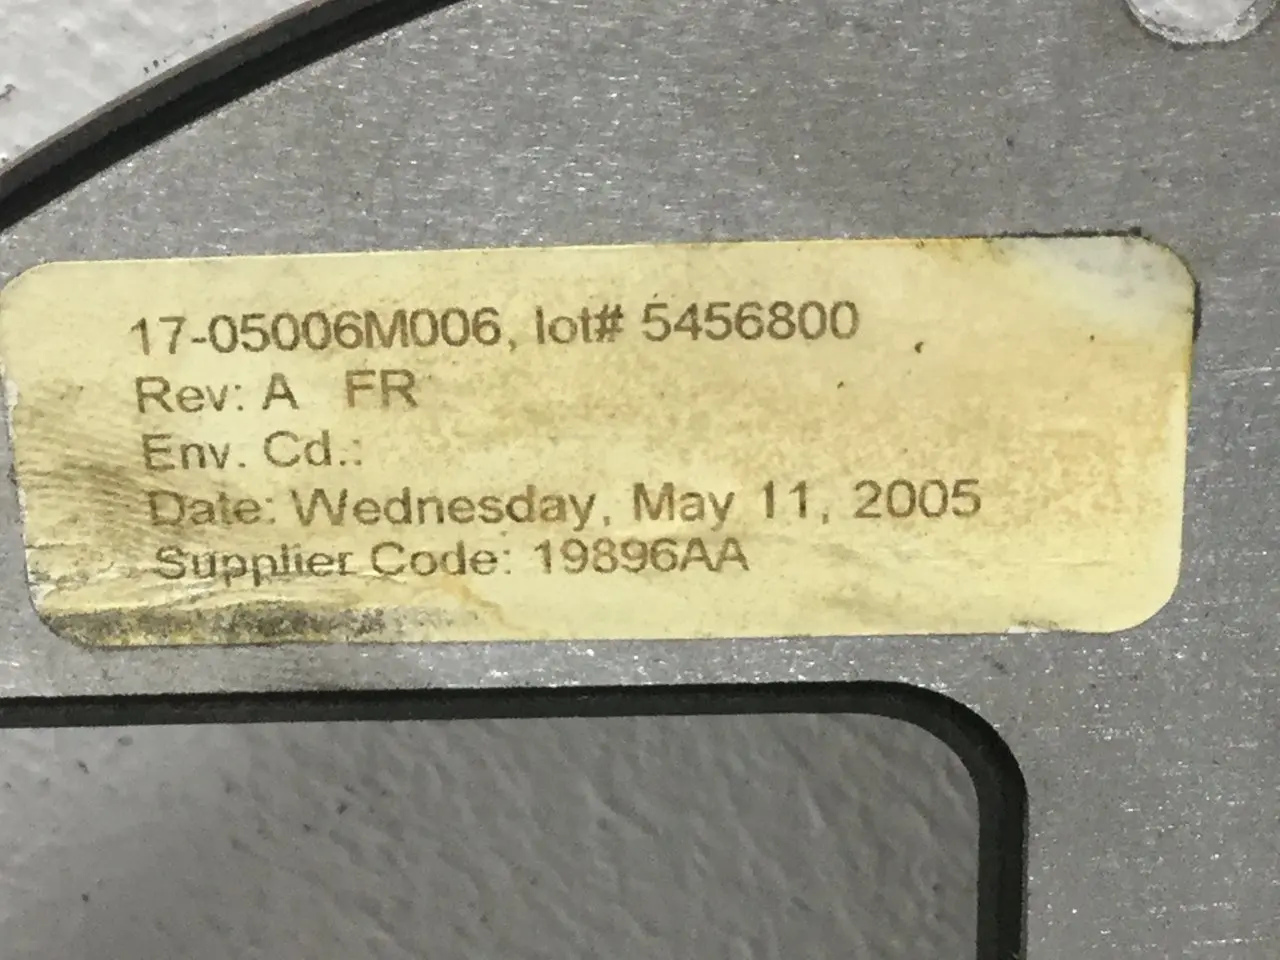 17-05006M006, lot# 5456800
Rev: A FR
Env. Cd.:
Date: Wednesday, May 11, 2005
Supplier Code: 19896AA